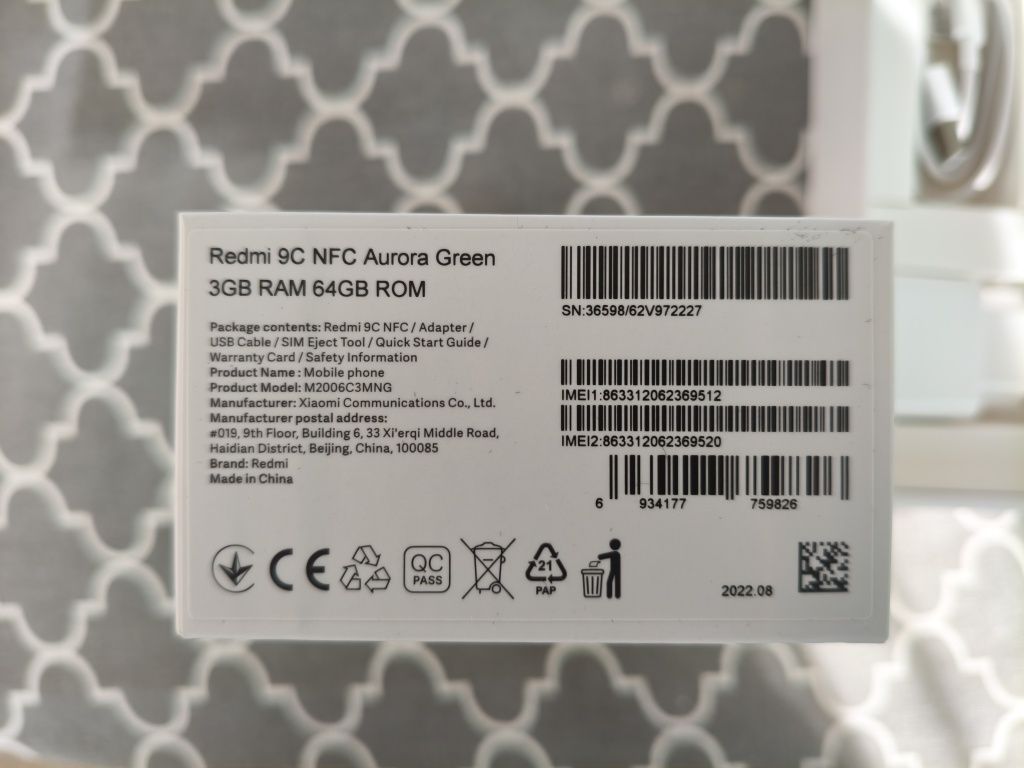 Redmi 9C NFC Aurora Green
3GB RAM 64GB ROM
Package contents: Redmi 9C NFC / Adapter /
USB Cable / SIM Eject Tool / Quick Start Guide /
Warranty Card / Safety Information
Product Name : Mobile phone
Product Model: M2006C3MNG
Manufacturer: Xiaomi Communications Co., Ltd.
Manufacturer postal address:
#019, 9th Floor, Building 6, 33 Xi'erqi Middle Road,
Haidian District, Beijing, China, 100085
Brand: Redmi
Made in China
SN:36598/62V972227
IMEI1:863312062369512
IMEI2:863312062369520
6 934177 759826
CE
QC
PASS
21
PAP
2022.08